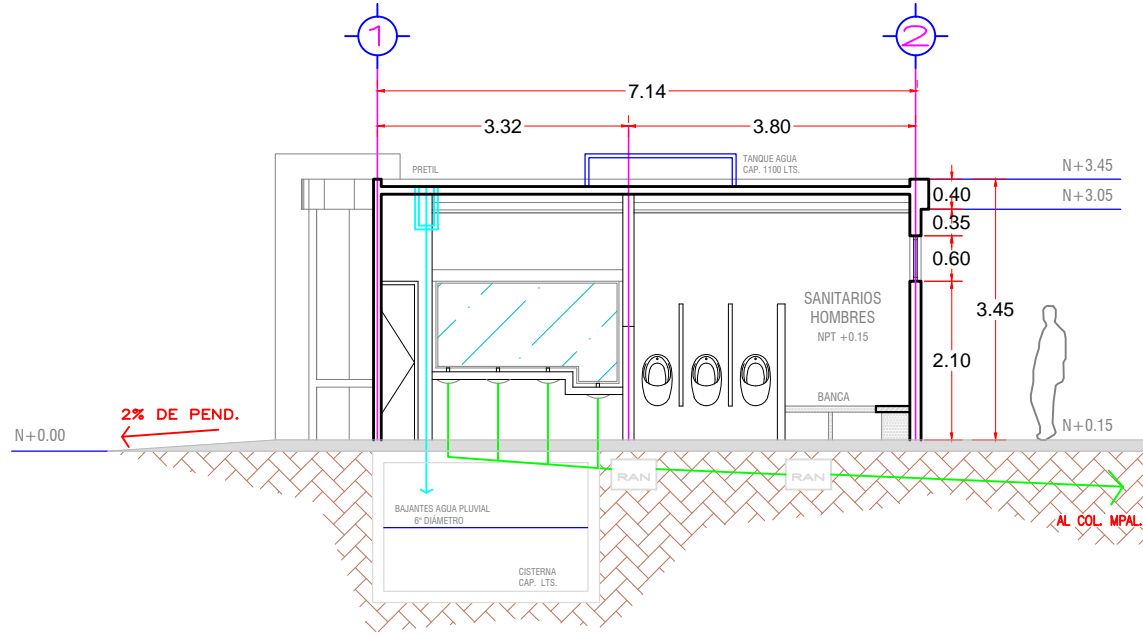 1
2
7.14
3.32
3.80
PRETIL
TANQUE AGUA
CAP. 1100 LTS.
N+3.45
N+3.05
0.40
0.35
0.60
3.45
2.10
SANITARIOS
HOMBRES
NPT +0.15
BANCA
2% DE PEND.
N+0.00
N+0.15
RAN
RAN
BAJANTES AGUA PLUVIAL
6" DIÁMETRO
AL COL. MPAL.
CISTERNA
CAP. LTS.